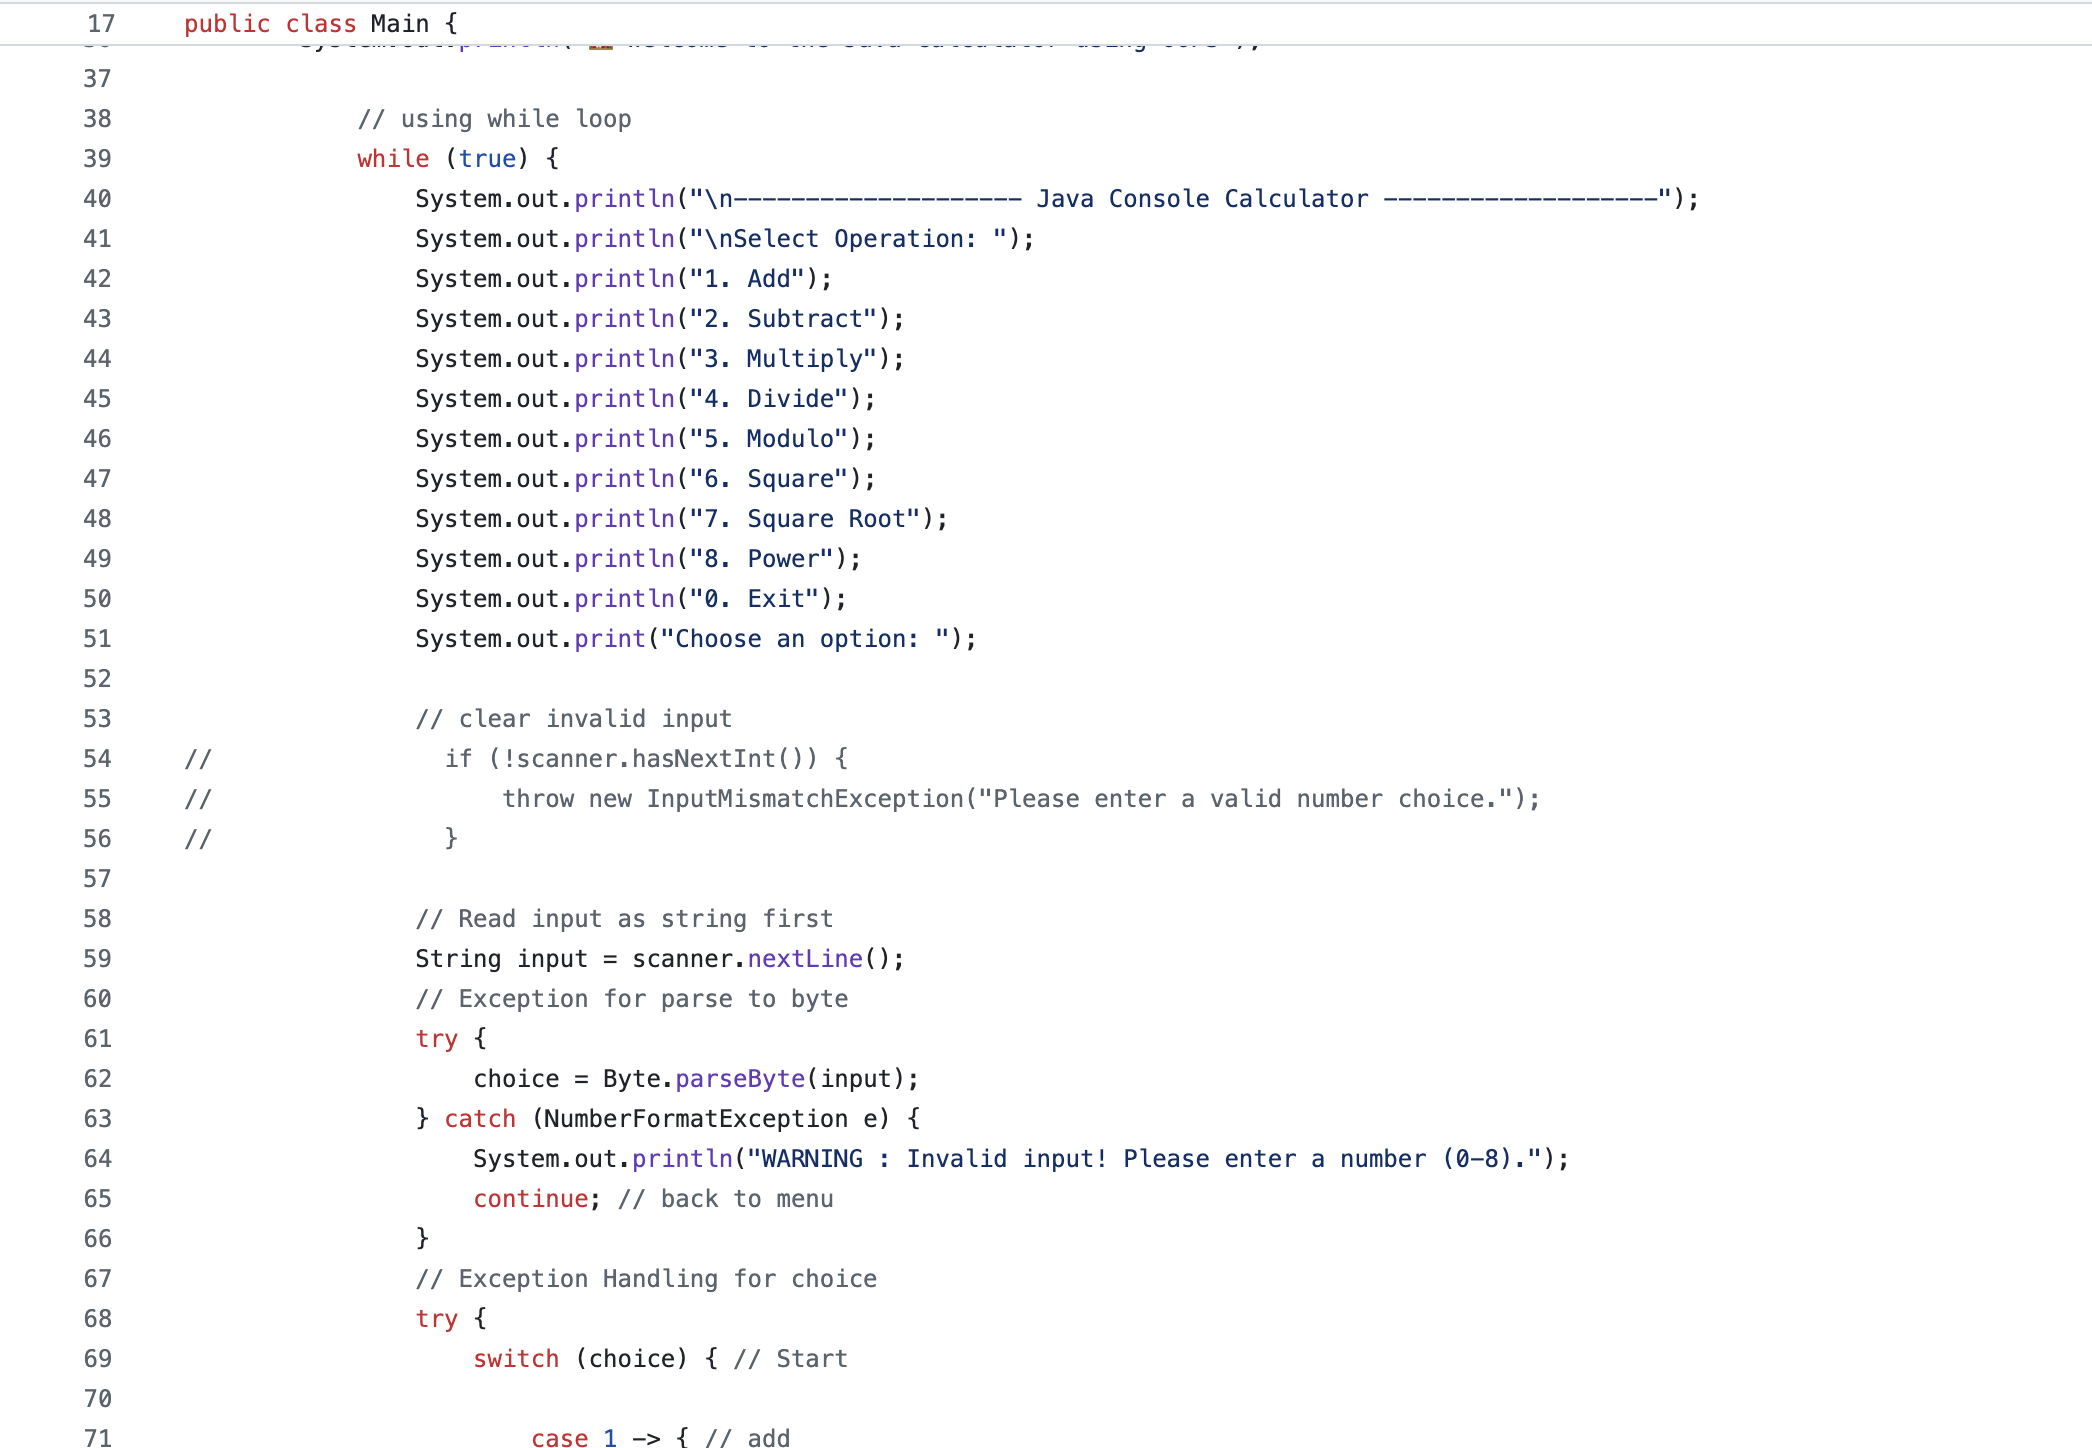 17 public class Main {
37
38 // using while loop
39 while (true) {
40 System.out.println("\n-------------------- Java Console Calculator -------------------");
41 System.out.println("\nSelect Operation: ");
42 System.out.println("1. Add");
43 System.out.println("2. Subtract");
44 System.out.println("3. Multiply");
45 System.out.println("4. Divide");
46 System.out.println("5. Modulo");
47 System.out.println("6. Square");
48 System.out.println("7. Square Root");
49 System.out.println("8. Power");
50 System.out.println("0. Exit");
51 System.out.print("Choose an option: ");
52
53 // clear invalid input
54 // if (!scanner.hasNextInt()) {
55 // throw new InputMismatchException("Please enter a valid number choice.");
56 // }
57
58 // Read input as string first
59 String input = scanner.nextLine();
60 // Exception for parse to byte
61 try {
62 choice = Byte.parseByte(input);
63 } catch (NumberFormatException e) {
64 System.out.println("WARNING : Invalid input! Please enter a number (0-8).");
65 continue; // back to menu
66 }
67 // Exception Handling for choice
68 try {
69 switch (choice) { // Start
70
71 case 1 -> { // add